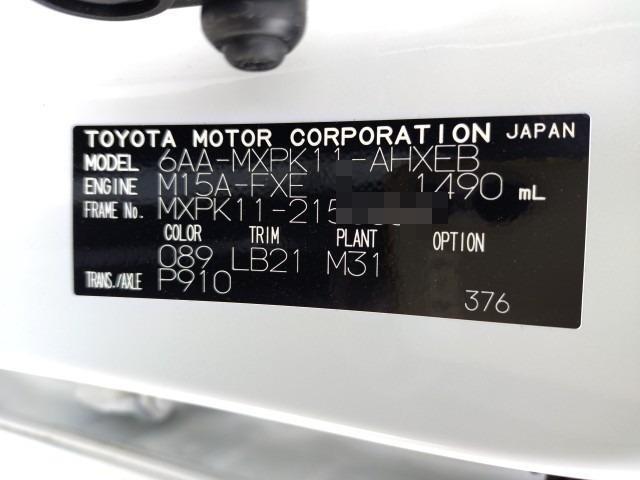 TOYOTA MOTOR CORPORATION JAPAN
MODEL 6AA-MXPK11-AHXEB
ENGINE M15A-FXE 1490 mL
FRAME No. MXPK11-215
COLOR TRIM PLANT OPTION
089 LB21 M31
TRANS./AXLE P910
376